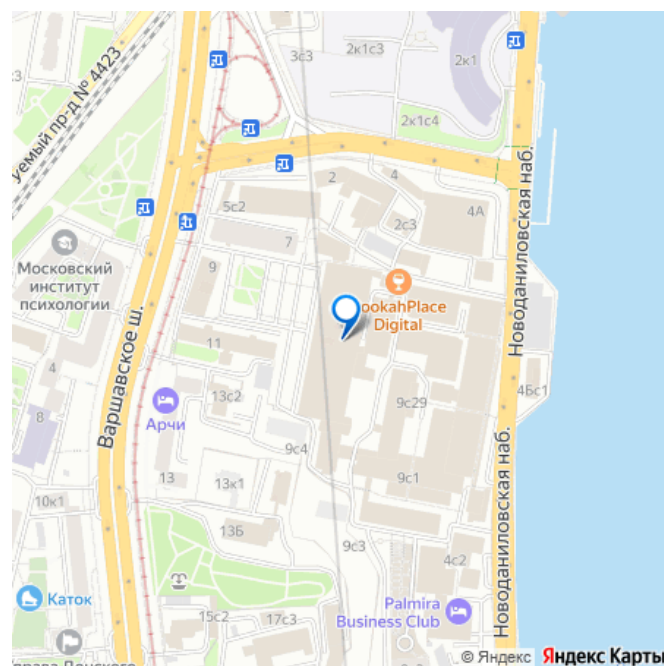 3с3
2к1с3
2к1
2к1с4
уемый пр-д № 4423
2
4
5с2
2с3
4А
7
Московский
институт
психологии
9
ookahPlace
Digital
Новоданиловская наб.
Варшавское ш.
11
4
4Бс1
13с2
9с29
Арчи
8
9с4
9с1
13
13к1
10к1
13Б
9с3
Новоданиловская наб.
4с2
Каток
Palmira
Business Club
15с2
17с3
© Яндекс Яндекс Карты